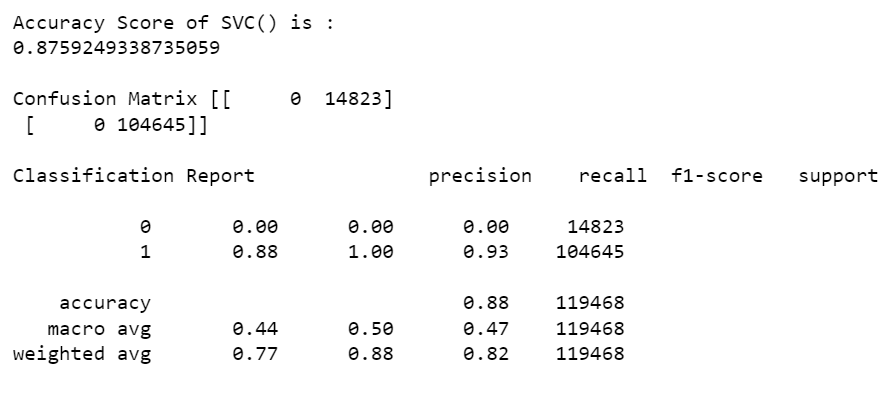 Accuracy Score of SVC() is :
0.8759249338735059
Confusion Matrix [[     0  14823]
 [     0 104645]]
Classification Report               precision    recall  f1-score   support
           0       0.00      0.00      0.00     14823
           1       0.88      1.00      0.93    104645
    accuracy                           0.88    119468
   macro avg       0.44      0.50      0.47    119468
weighted avg       0.77      0.88      0.82    119468